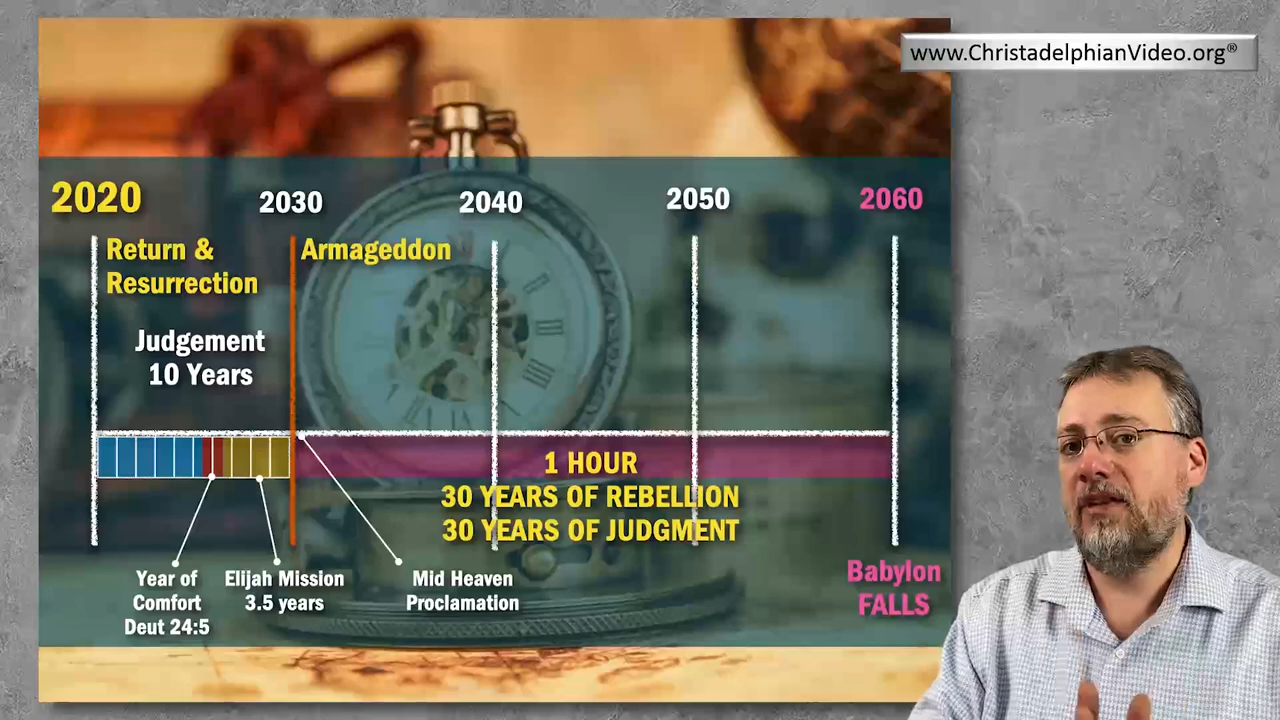 www.ChristadelphianVideo.org®
2020
2030
2040
2050
2060
Return &
Resurrection
Armageddon
Judgement
10 Years
1 HOUR
30 YEARS OF REBELLION
30 YEARS OF JUDGMENT
Year of
Comfort
Deut 24:5
Elijah Mission
3.5 years
Mid Heaven
Proclamation
Babylon
FALLS